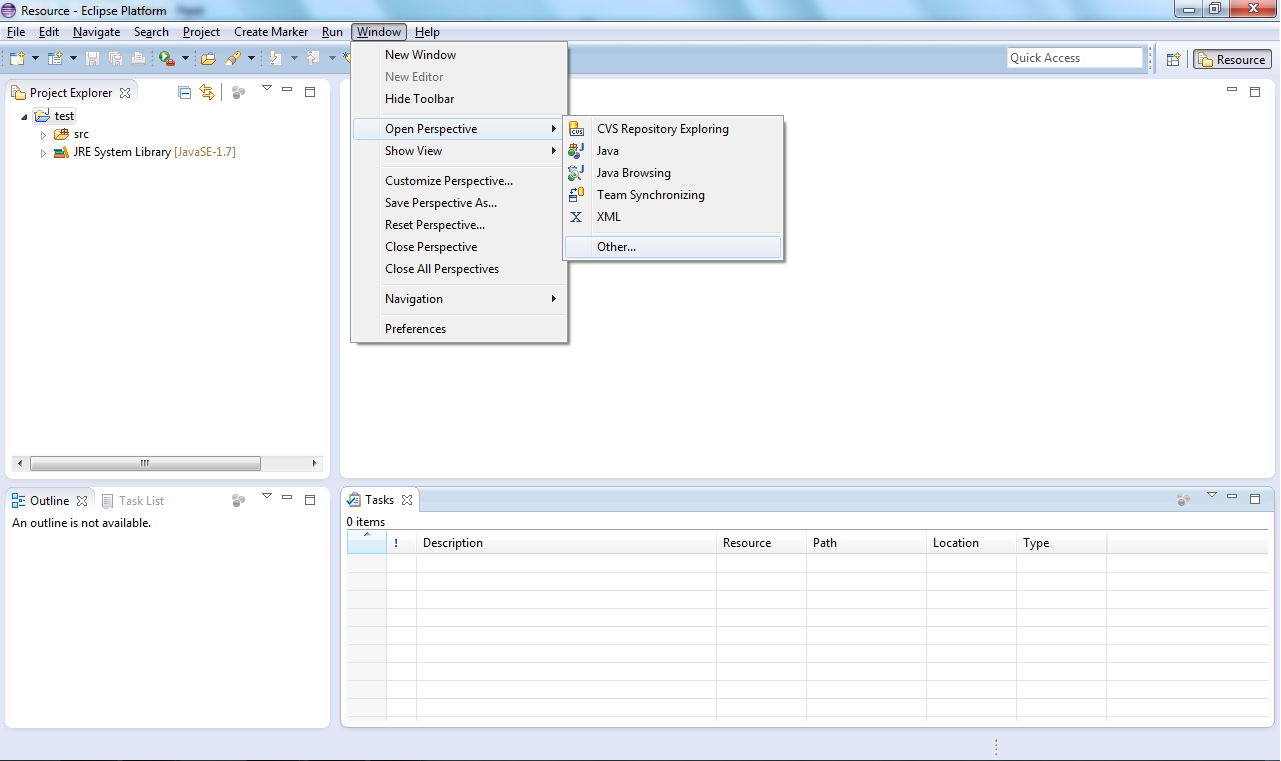 Resource - Eclipse Platform
File Edit Navigate Search Project Create Marker Run Window Help
Quick Access
Resource
Project Explorer
test
src
JRE System Library [JavaSE-1.7]
New Window
New Editor
Hide Toolbar
Open Perspective
Show View
Customize Perspective...
Save Perspective As...
Reset Perspective...
Close Perspective
Close All Perspectives
Navigation
Preferences
CVS Repository Exploring
Java
Java Browsing
Team Synchronizing
XML
Other...
Outline Task List
An outline is not available.
Tasks
0 items
! Description Resource Path Location Type